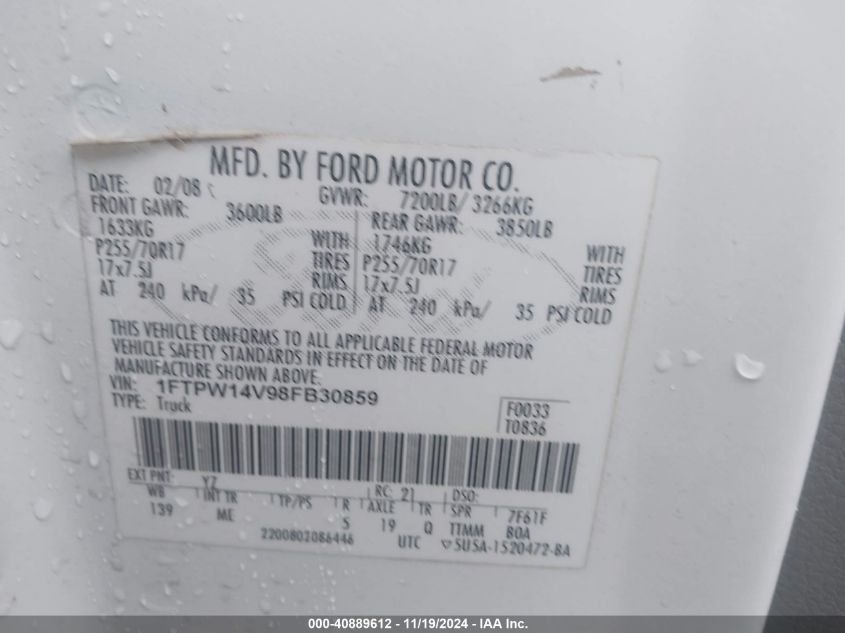 MFD. BY FORD MOTOR CO.
DATE: 02/08 GVWR: 7200LB/ 3266KG
FRONT GAWR: 3600LB REAR GAWR: 3850LB
1633KG WITH 1746KG WITH
P255/70R17 TIRES P255/70R17 TIRES
17x7.5J RIMS 17x7.5J RIMS
AT 240 kPa/ 35 PSI COLD AT 240 kPa/ 35 PSI COLD
THIS VEHICLE CONFORMS TO ALL APPLICABLE FEDERAL MOTOR
VEHICLE SAFETY STANDARDS IN EFFECT ON THE DATE OF
MANUFACTURE SHOWN ABOVE.
VIN: 1FTPW14V98FB30859
TYPE: Truck
F0033
T0836
EXT PNT: YZ RC: 21 DSO:
WB INT TR TP/PS R AXLE TR SPR 7F61F
139 ME 5 19 Q TTMM BOA
2200802086446 UTC ▽5U5A-1520472-BA
000-40889612 - 11/19/2024 - IAA Inc.